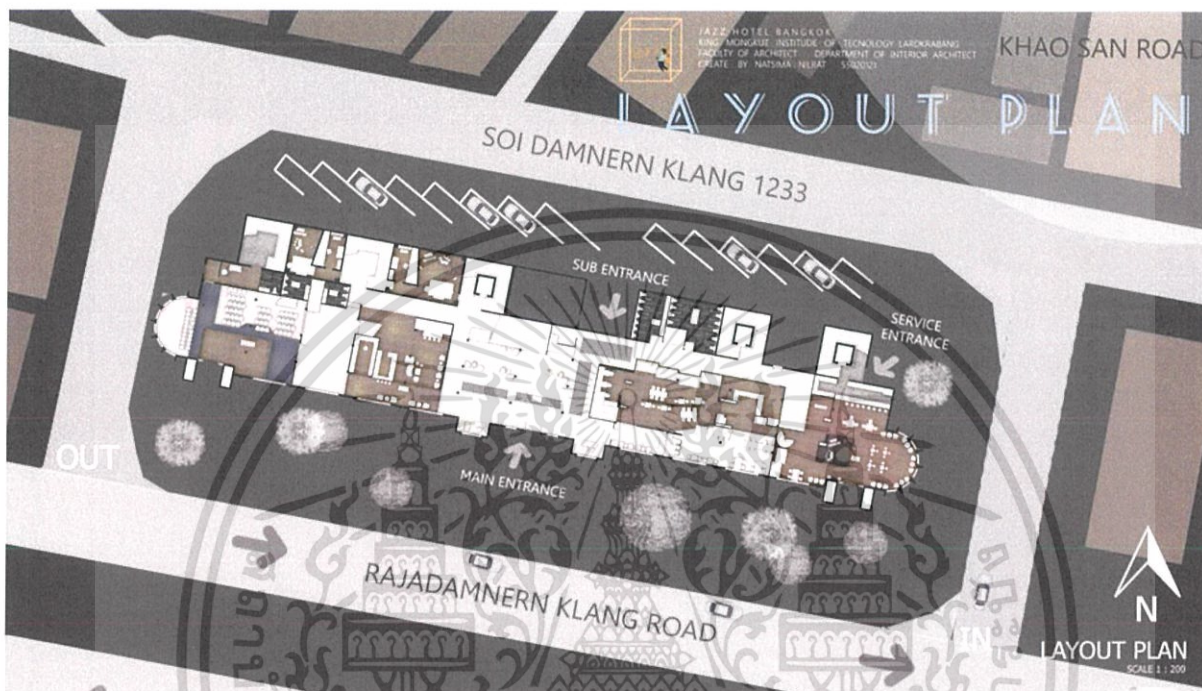 JAZZ HOTEL BANGKOK
KING MONGKUT INSTITUTE OF TECNOLOGY LARDKRABANG
FACULTY OF ARCHITECT DEPARTMENT OF INTERIOR ARCHITECT
CREATE BY NATSIMA NILRAT 55020121
KHAO SAN ROAD
LAYOUT PLAN
SOI DAMNERN KLANG 1233
SUB ENTRANCE
SERVICE
ENTRANCE
OUT
MAIN ENTRANCE
RAJADAMNERN KLANG ROAD
IN
N
LAYOUT PLAN
SCALE 1 : 200